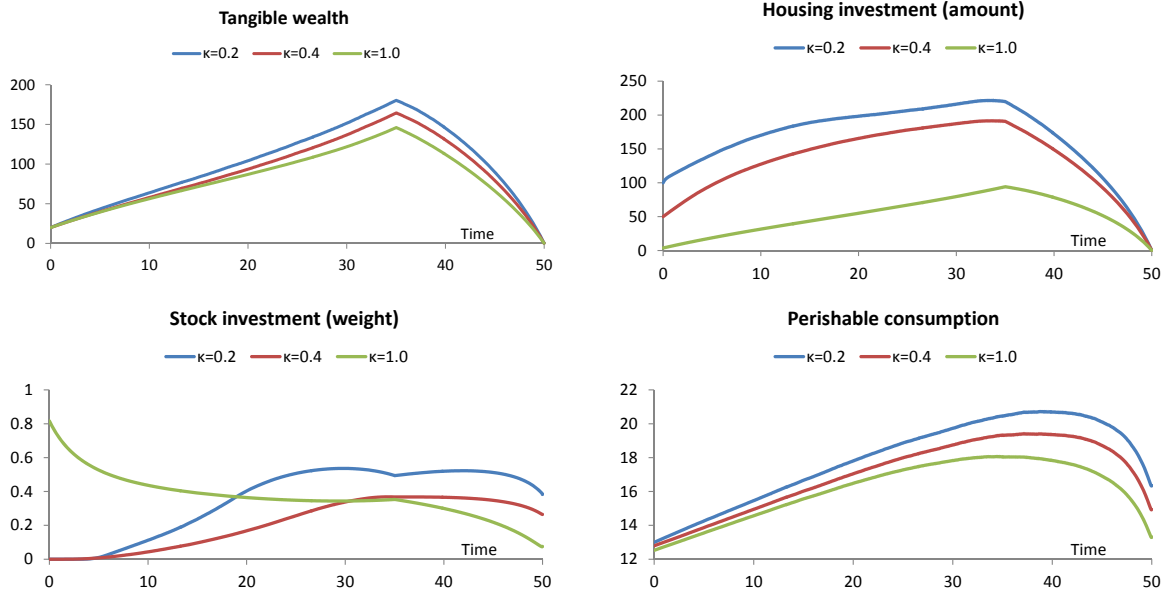 Tangible wealth
κ=0.2 κ=0.4 κ=1.0
200
150
100
50
0
Time
0 10 20 30 40 50
Housing investment (amount)
κ=0.2 κ=0.4 κ=1.0
250
200
150
100
50
0
Time
0 10 20 30 40 50
Stock investment (weight)
κ=0.2 κ=0.4 κ=1.0
1
0.8
0.6
0.4
0.2
0
Time
0 10 20 30 40 50
Perishable consumption
κ=0.2 κ=0.4 κ=1.0
22
20
18
16
14
12
Time
0 10 20 30 40 50